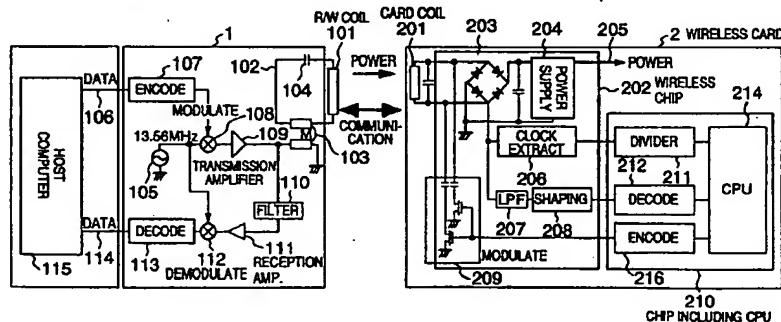 1
R/W COIL
101
POWER
CARD COIL
201
203
204
205
2 WIRELESS CARD
POWER
202
WIRELESS
CHIP
DATA
107
ENCODE
106
MODULATE
108
13.56MHz
109
TRANSMISSION
AMPLIFIER
105
102
104
M
103
COMMUNI-
CATION
110
FILTER
111
RECEPTION
AMP.
112
DEMODULATE
DECODE
113
DATA
114
HOST
COMPUTER
115
POWER
SUPPLY
CLOCK
EXTRACT
206
LPF
207
SHAPING
208
MODULATE
209
214
DIVIDER
212
211
DECODE
ENCODE
216
CPU
210
CHIP INCLUDING CPU